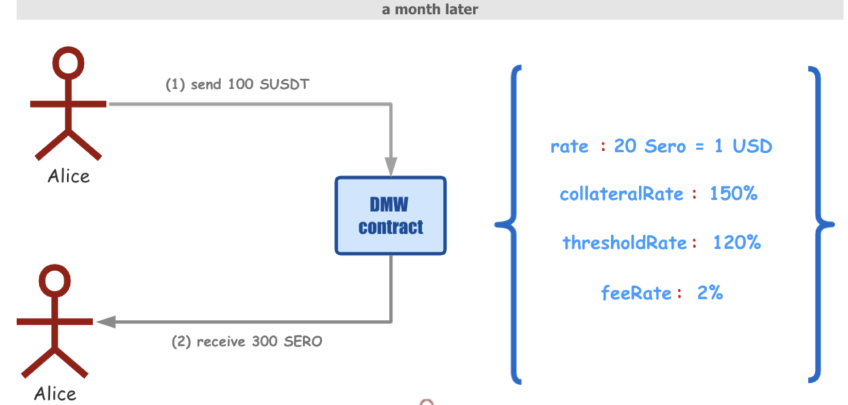 a month later
(1) send 100 SUSDT
Alice
DMW
contract
rate : 20 Sero = 1 USD
collateralRate : 150%
thresholdRate : 120%
feeRate : 2%
(2) receive 300 SERO
Alice